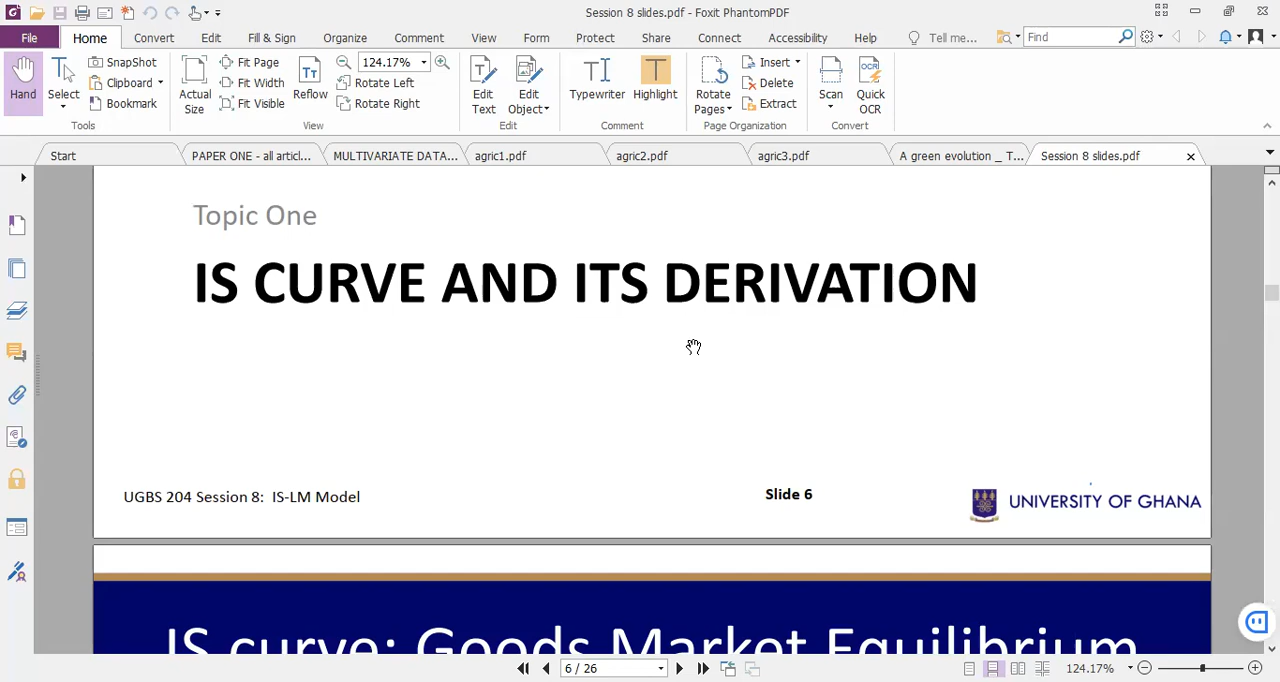 Session 8 slides.pdf - Foxit PhantomPDF
File Home Convert Edit Fill & Sign Organize Comment View Form Protect Share Connect Accessibility Help Tell me... Find
Hand
Select
SnapShot
Clipboard
Bookmark
Tools
Actual Size
Fit Page
Fit Width
Fit Visible
Reflow
124.17%
Rotate Left
Rotate Right
View
Edit Text
Edit Object
Edit
Typewriter
Highlight
Comment
Rotate Pages
Insert
Delete
Extract
Page Organization
Scan
Quick OCR
OCR
Convert
Start PAPER ONE - all articl... MULTIVARIATE DATA... agric1.pdf agric2.pdf agric3.pdf A green evolution _ T... Session 8 slides.pdf
Topic One
IS CURVE AND ITS DERIVATION
UGBS 204 Session 8: IS-LM Model
Slide 6
UNIVERSITY OF GHANA
IS curve: Goods Market Equilibrium
6 / 26
124.17%